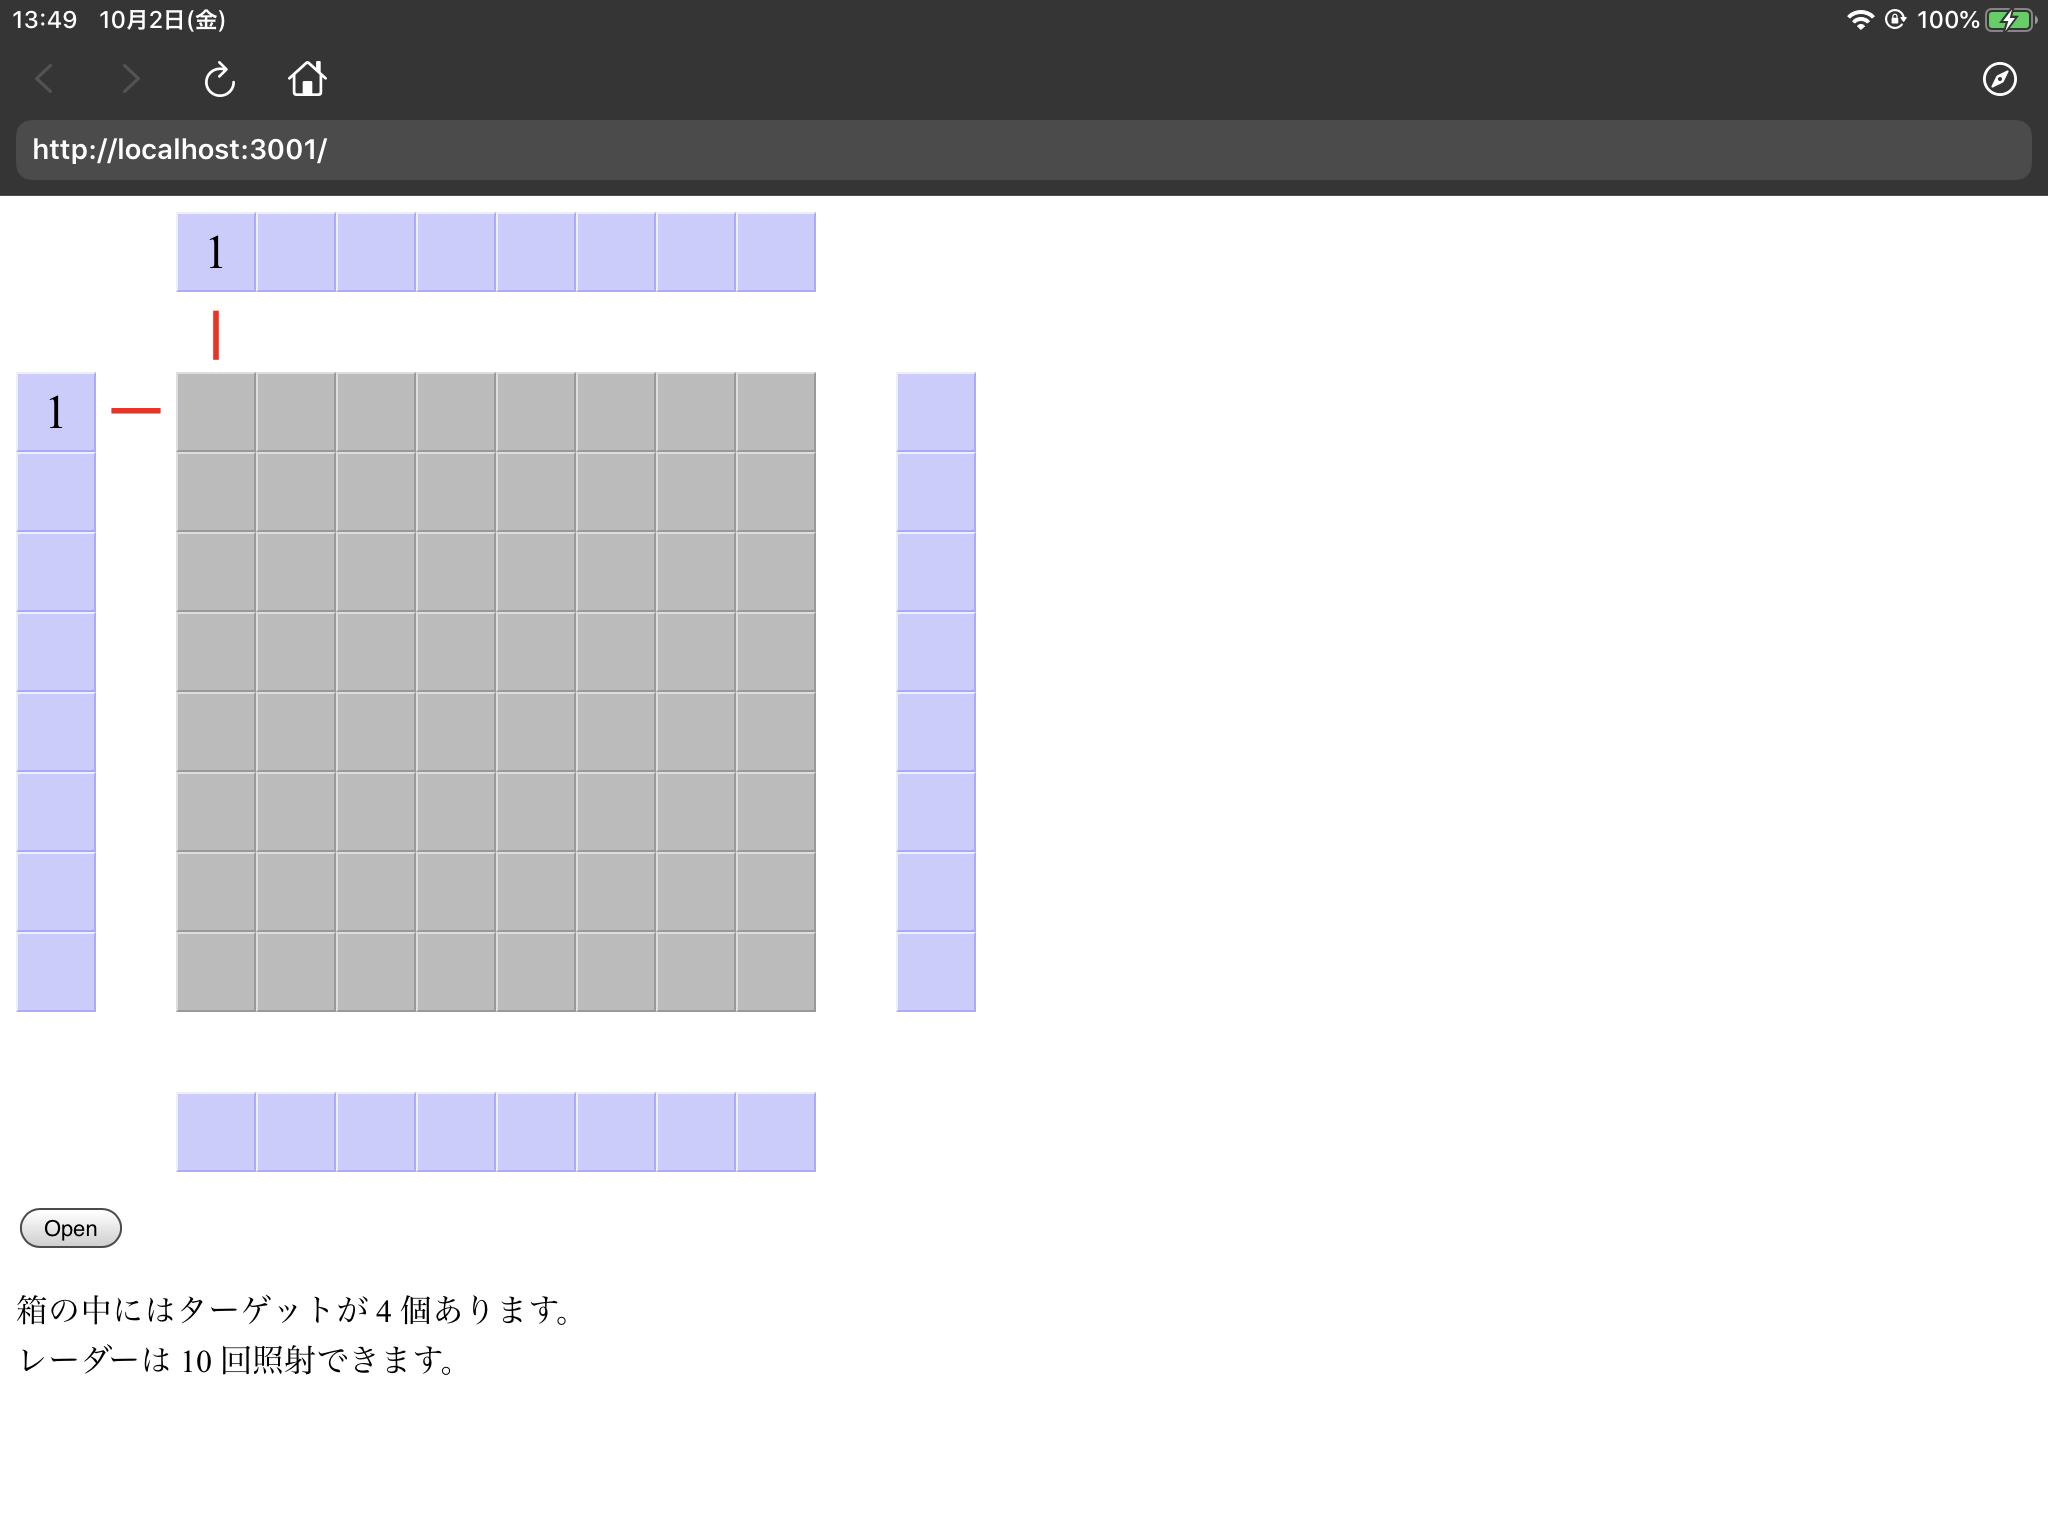 13:49 10月2日(金) 100%
http://localhost:3001/
1
1
Open
箱の中にはターゲットが 4 個あります。
レーダーは 10 回照射できます。